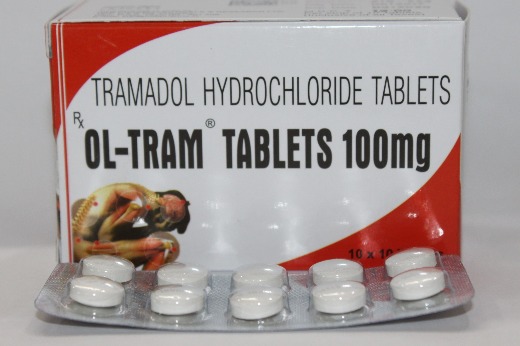 TRAMADOL HYDROCHLORIDE TABLETS
Rx
OL-TRAM® TABLETS 100mg
10 x 10